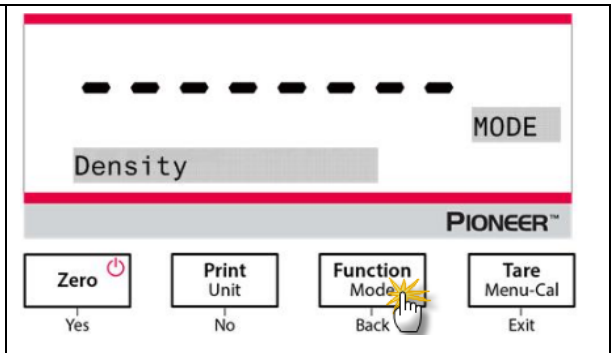 - - - - - - - -
MODE
Density
PIONEER™
Zero Print Function Tare
Unit Mode Menu-Cal
Yes No Back Exit